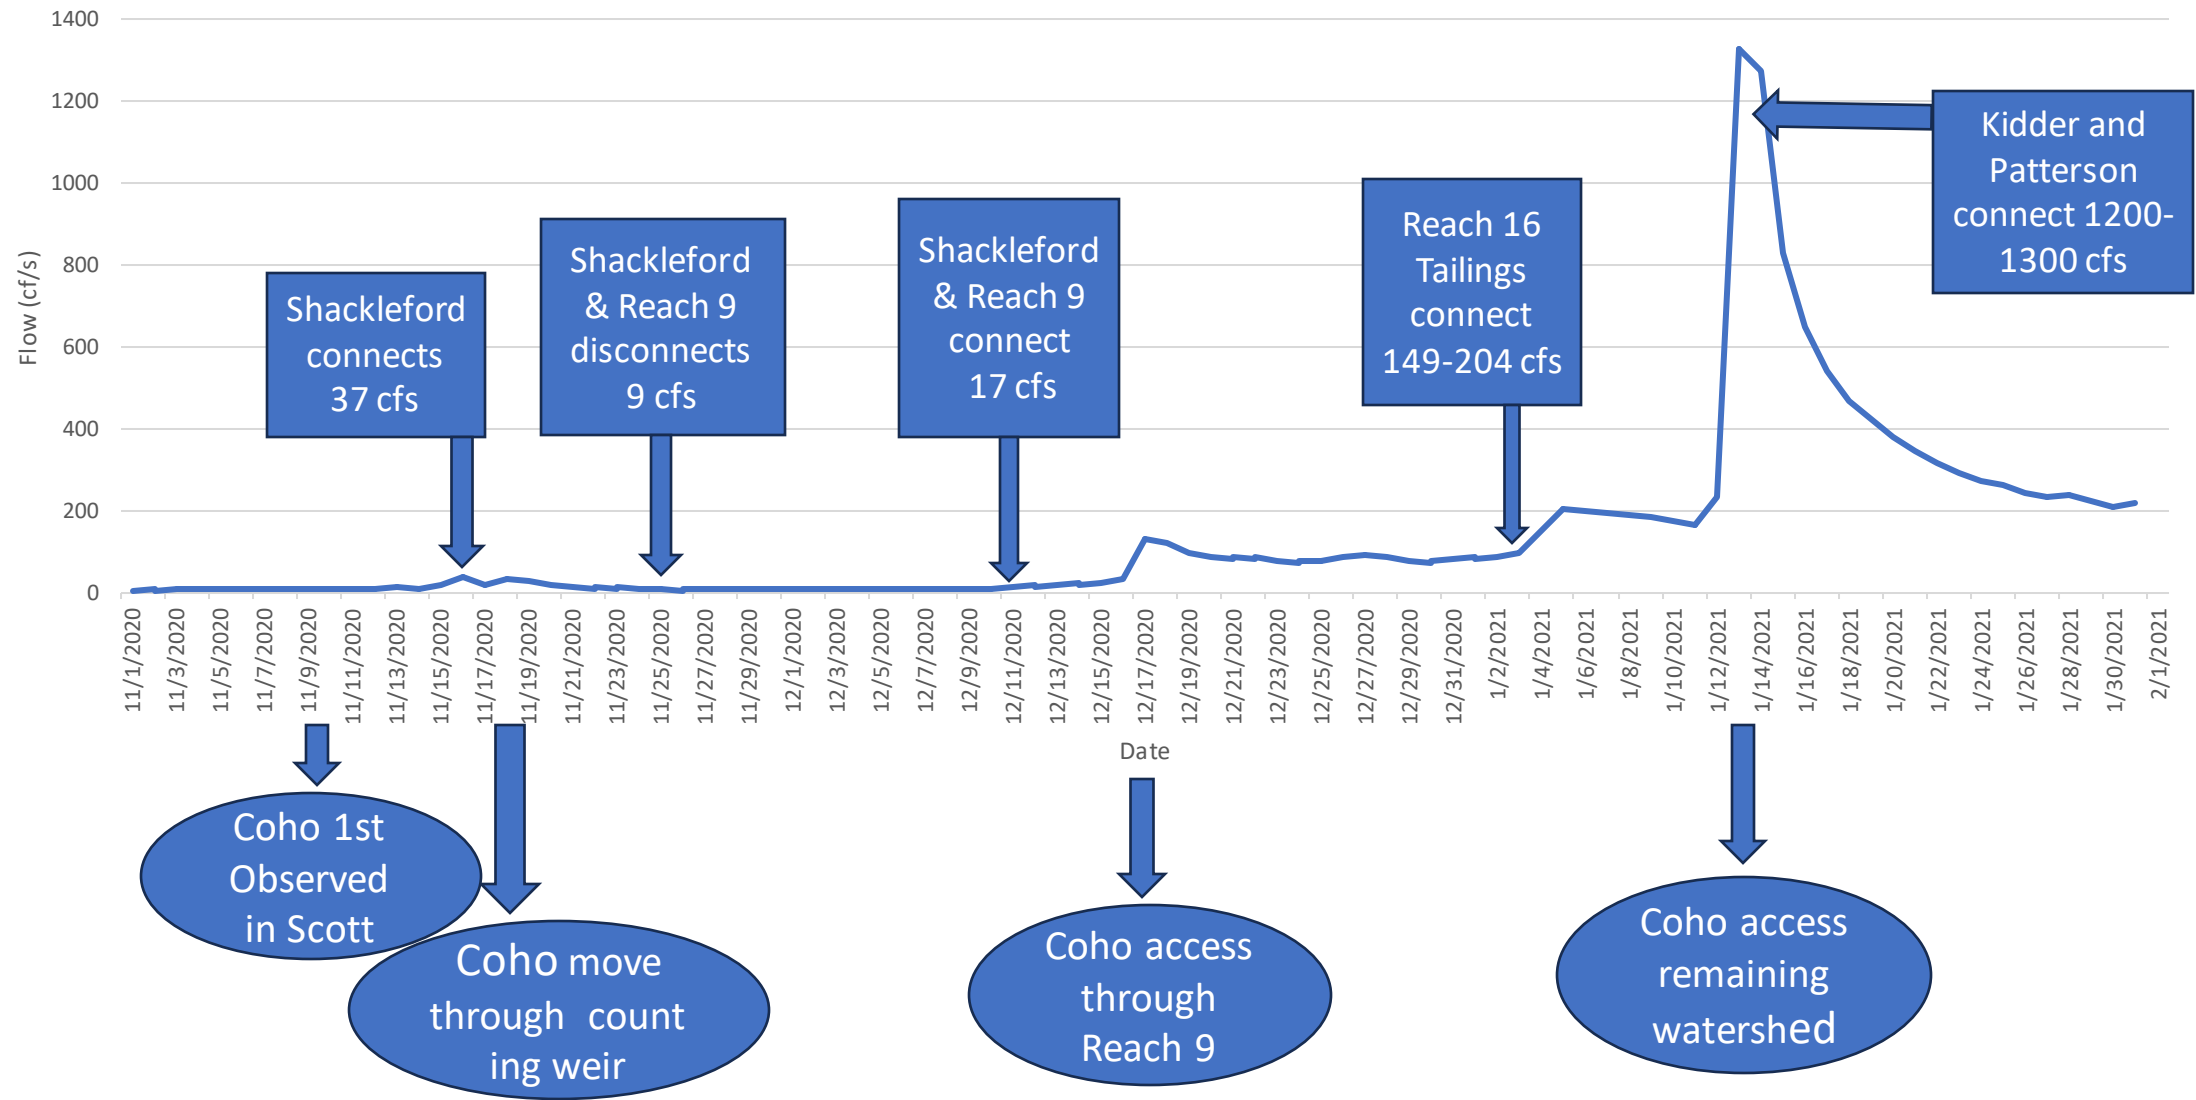 1400
1200
1000
800
600
400
200
0
Flow (cf/s)
Shackleford
connects
37 cfs
Shackleford
& Reach 9
disconnects
9 cfs
Shackleford
& Reach 9
connect
17 cfs
Reach 16
Tailings
connect
149-204 cfs
Kidder and
Patterson
connect 1200-
1300 cfs
11/1/2020
11/3/2020
11/5/2020
11/7/2020
11/9/2020
11/11/2020
11/13/2020
11/15/2020
11/17/2020
11/19/2020
11/21/2020
11/23/2020
11/25/2020
11/27/2020
11/29/2020
12/1/2020
12/3/2020
12/5/2020
12/7/2020
12/9/2020
12/11/2020
12/13/2020
12/15/2020
12/17/2020
12/19/2020
12/21/2020
12/23/2020
12/25/2020
12/27/2020
12/29/2020
12/31/2020
1/2/2021
1/4/2021
1/6/2021
1/8/2021
1/10/2021
1/12/2021
1/14/2021
1/16/2021
1/18/2021
1/20/2021
1/22/2021
1/24/2021
1/26/2021
1/28/2021
1/30/2021
2/1/2021
Date
Coho 1st
Observed
in Scott
Coho move
through count
ing weir
Coho access
through
Reach 9
Coho access
remaining
watershed